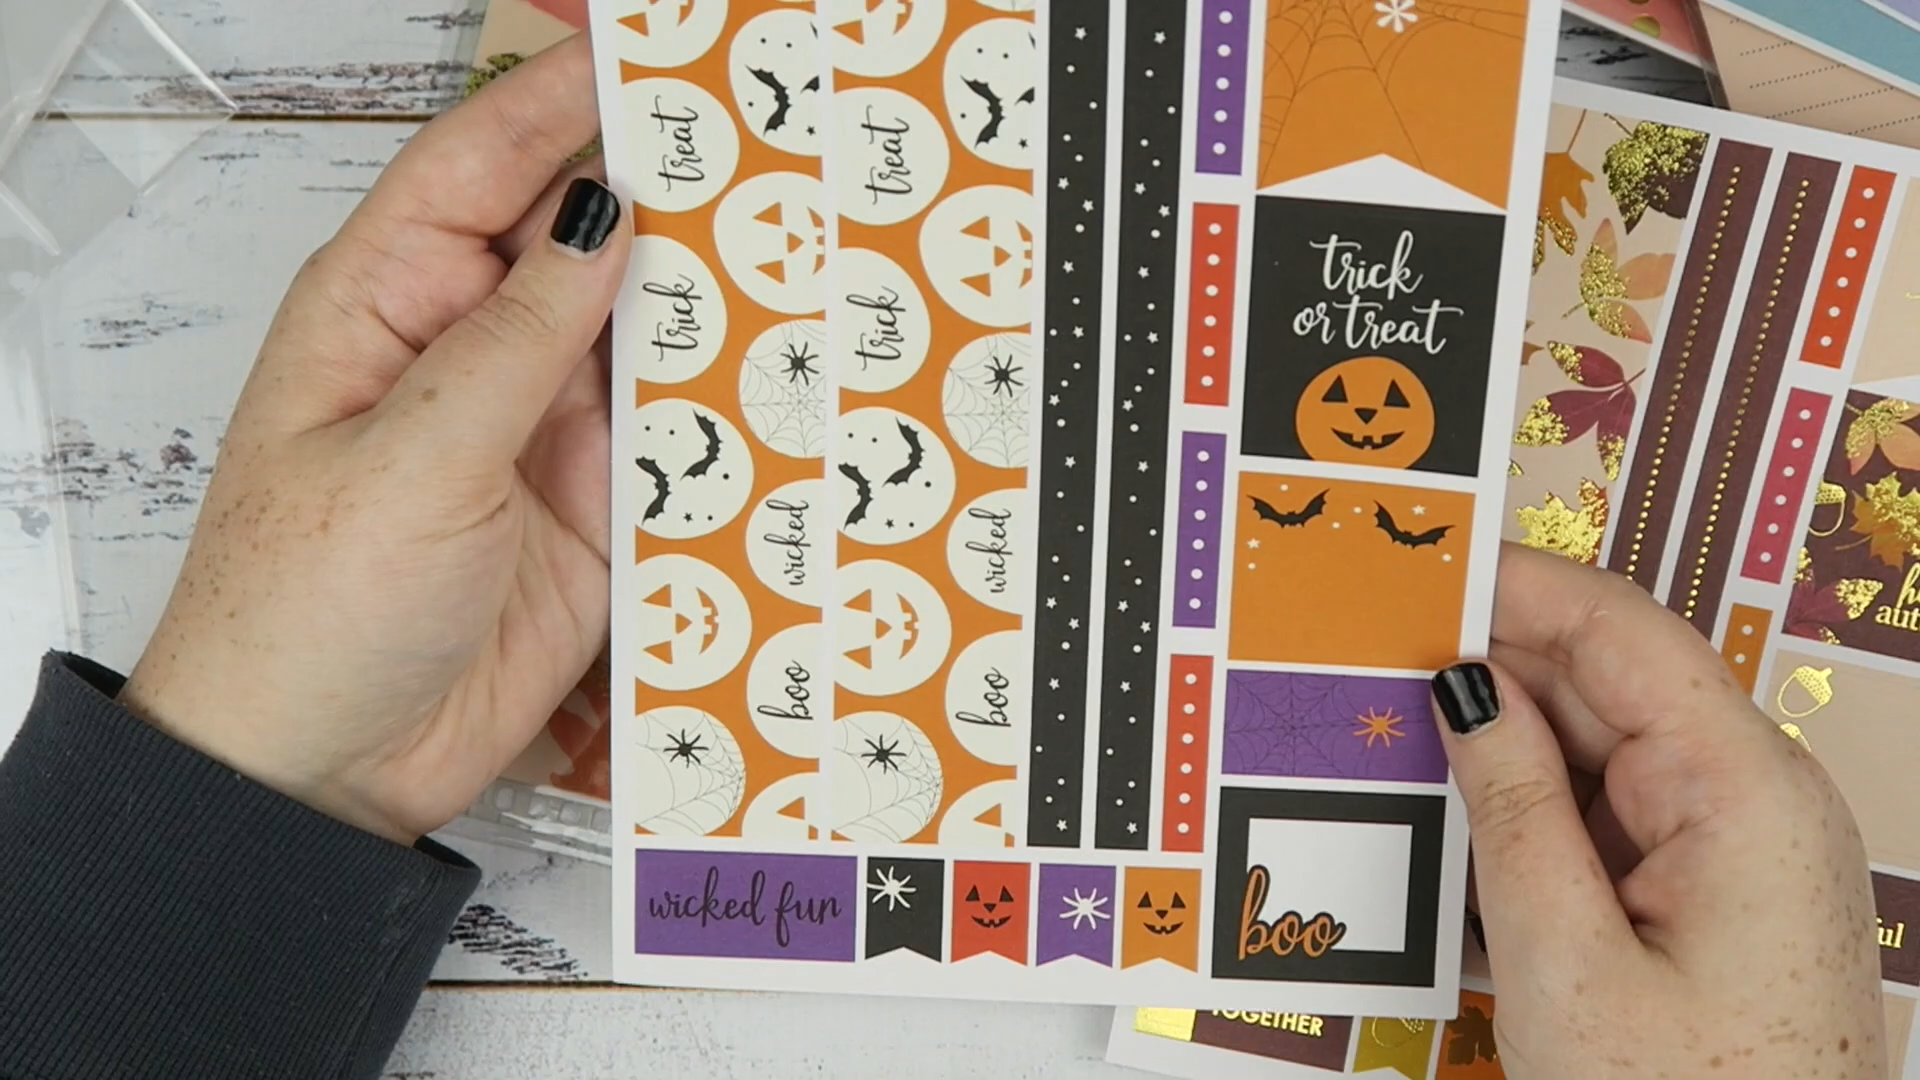 treat
treat
trick
trick
wicked
wicked
boo
boo
trick
or treat
wicked fun
boo
TOGETHER